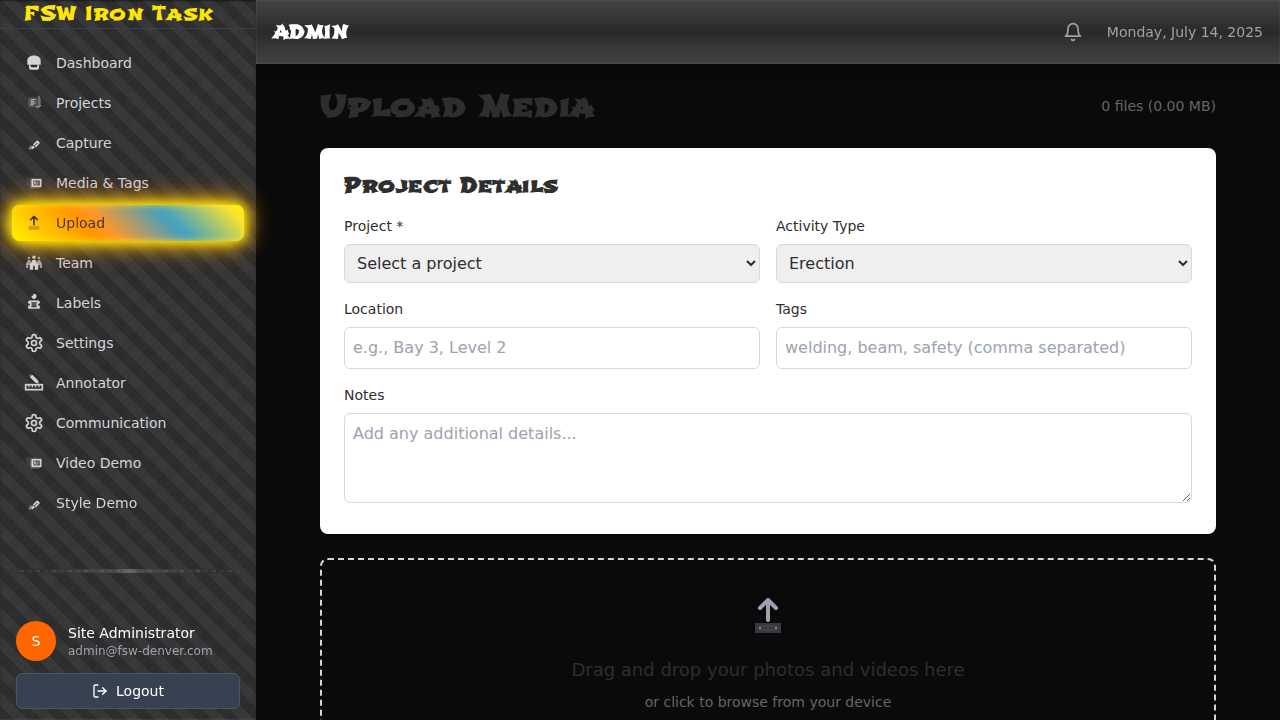 FSW Iron Task
Dashboard
Projects
Capture
Media & Tags
Upload
Team
Labels
Settings
Annotator
Communication
Video Demo
Style Demo
S
Site Administrator
admin@fsw-denver.com
Logout
ADMIN
Monday, July 14, 2025
Upload Media
0 files (0.00 MB)
Project Details
Project *
Activity Type
Select a project
Erection
Location
Tags
e.g., Bay 3, Level 2
welding, beam, safety (comma separated)
Notes
Add any additional details...
Drag and drop your photos and videos here
or click to browse from your device